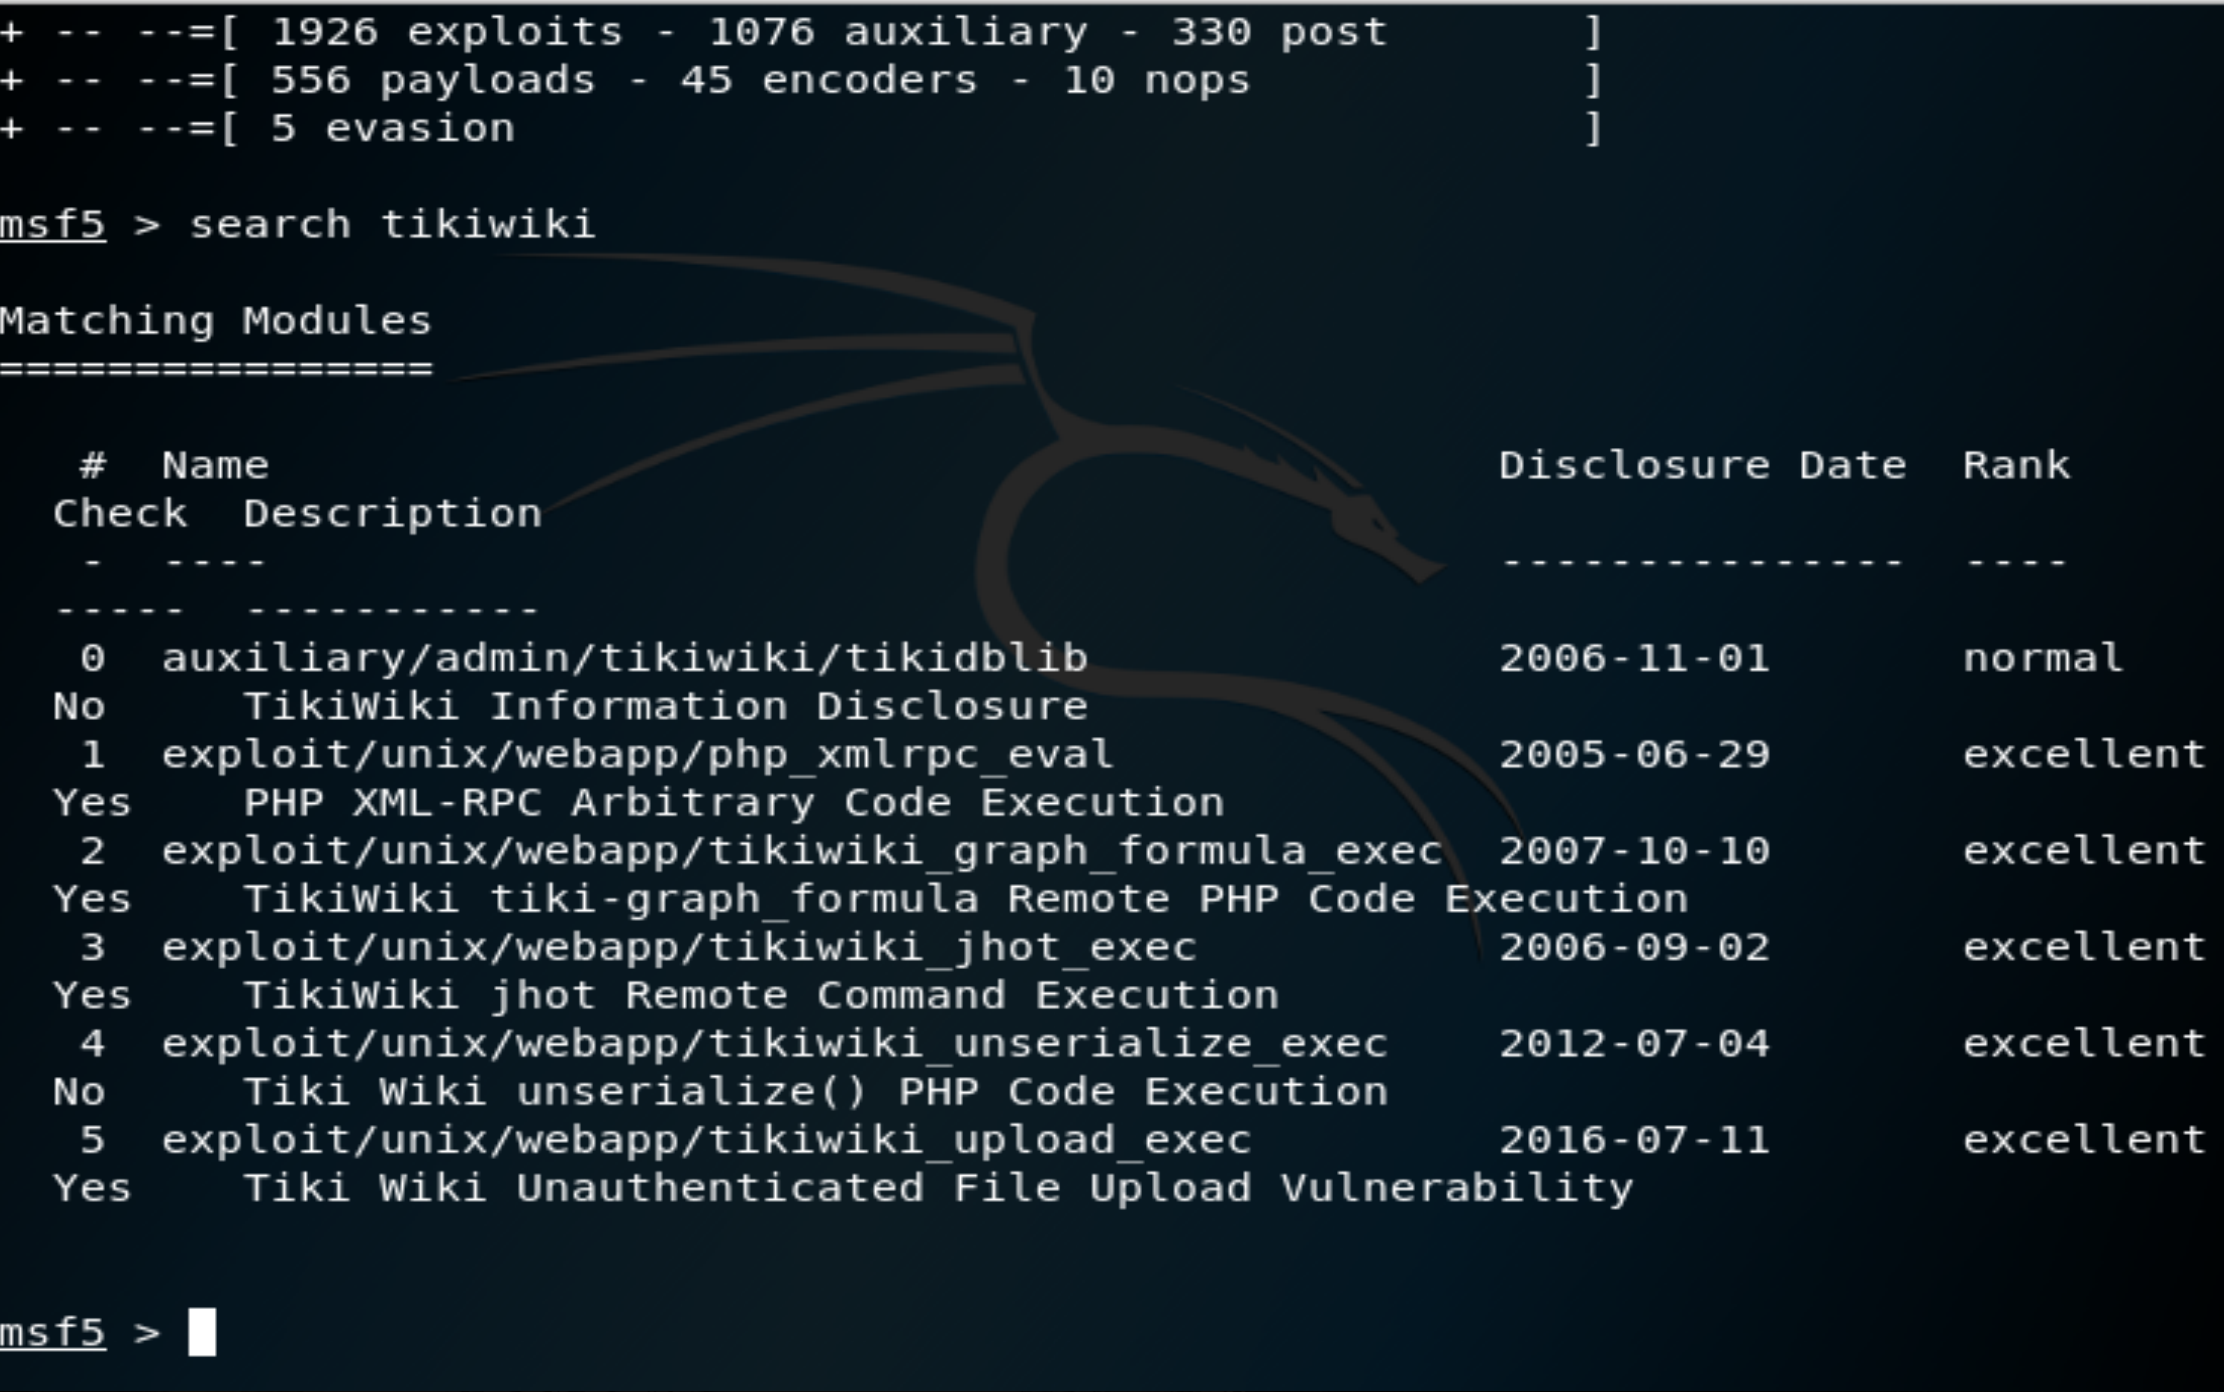 + -- --=[ 1926 exploits - 1076 auxiliary - 330 post       ]
+ -- --=[ 556 payloads - 45 encoders - 10 nops            ]
+ -- --=[ 5 evasion                                       ]
msf5 > search tikiwiki
Matching Modules
================
   #  Name                                             Disclosure Date  Rank
  Check  Description
   -  ----                                             ---------------  ----
  -----  -----------
   0  auxiliary/admin/tikiwiki/tikidblib               2006-11-01       normal
  No     TikiWiki Information Disclosure
   1  exploit/unix/webapp/php_xmlrpc_eval              2005-06-29       excellent
  Yes    PHP XML-RPC Arbitrary Code Execution
   2  exploit/unix/webapp/tikiwiki_graph_formula_exec  2007-10-10       excellent
  Yes    TikiWiki tiki-graph_formula Remote PHP Code Execution
   3  exploit/unix/webapp/tikiwiki_jhot_exec           2006-09-02       excellent
  Yes    TikiWiki jhot Remote Command Execution
   4  exploit/unix/webapp/tikiwiki_unserialize_exec    2012-07-04       excellent
  No     Tiki Wiki unserialize() PHP Code Execution
   5  exploit/unix/webapp/tikiwiki_upload_exec         2016-07-11       excellent
  Yes    Tiki Wiki Unauthenticated File Upload Vulnerability
msf5 >